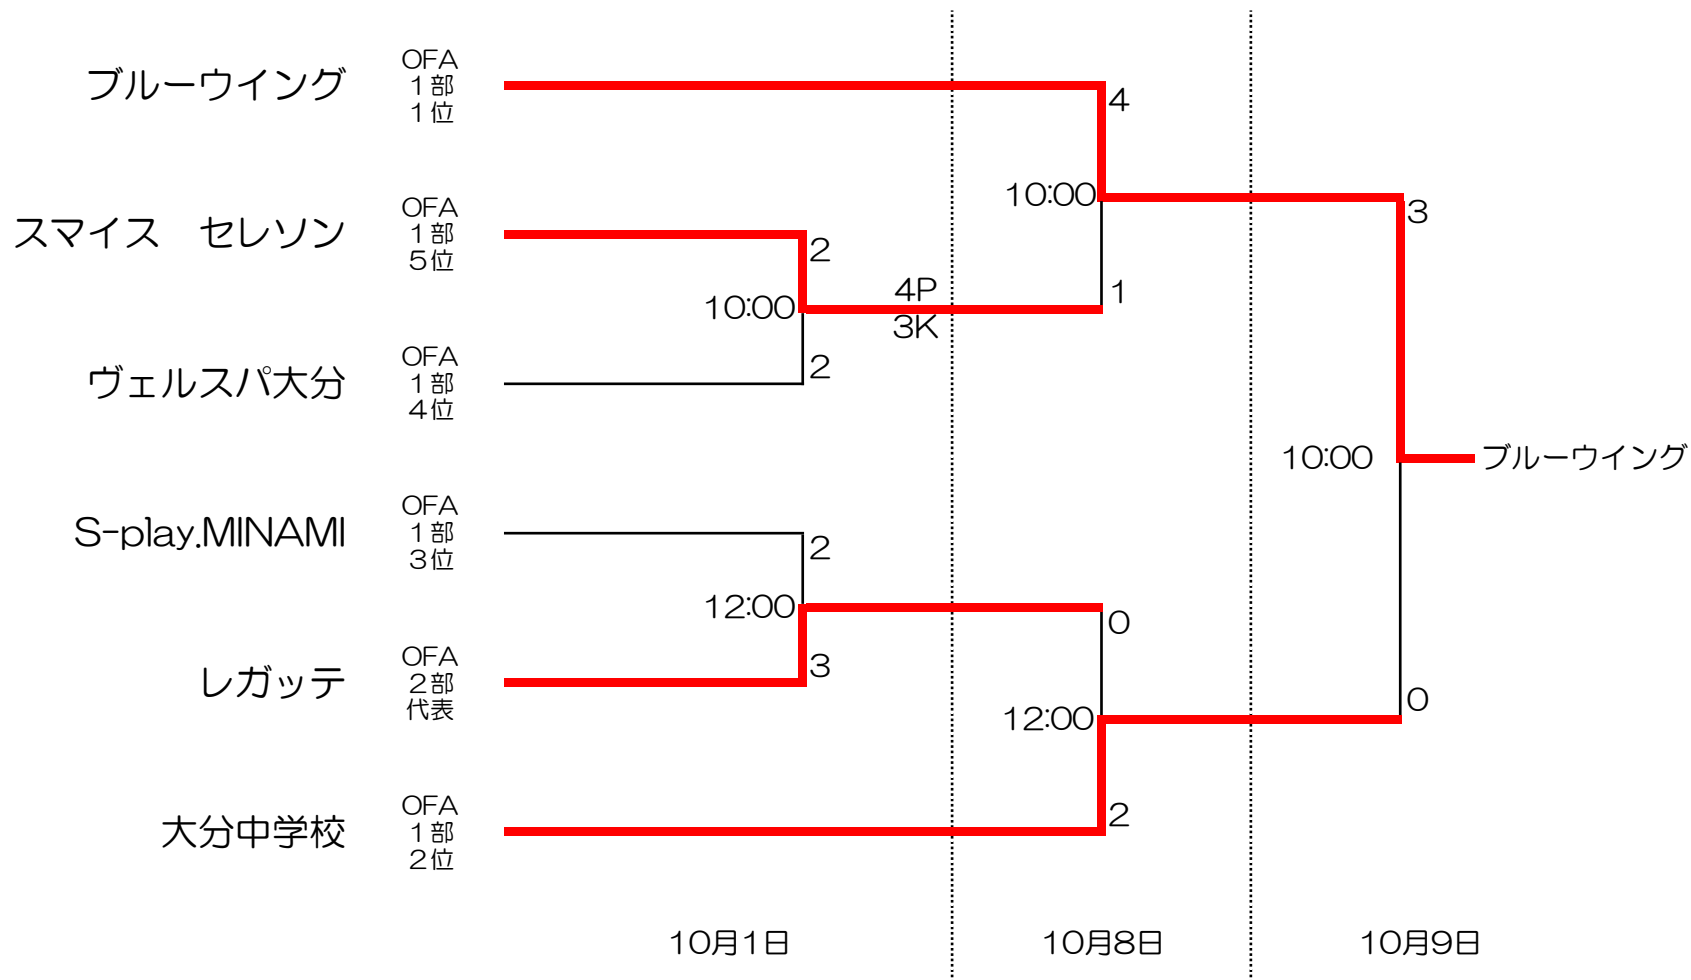 ブルーウイング
OFA
１部
１位
4
10:00
3
スマイス　セレソン
OFA
１部
５位
2
10:00
4P
3K
1
ヴェルスパ大分
OFA
１部
４位
2
10:00
ブルーウイング
S-play.MINAMI
OFA
１部
３位
2
12:00
0
レガッテ
OFA
２部
代表
3
12:00
0
大分中学校
OFA
１部
２位
2
10月1日
10月8日
10月9日